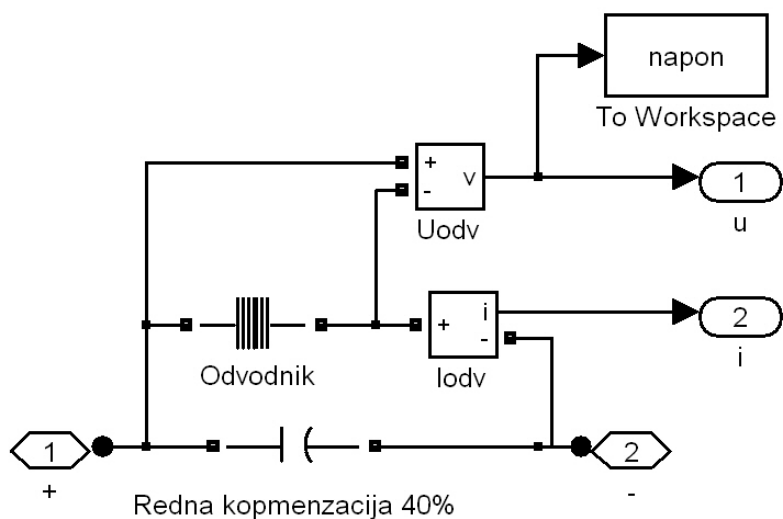 napon
To Workspace
+
-
v
Uodv
1
u
+
i
-
Iodv
2
i
Odvodnik
1
+
2
-
Redna kopmenzacija 40%